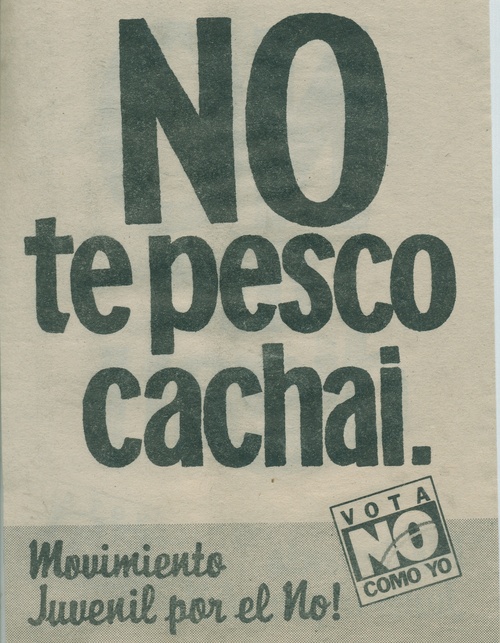 NO
te pesco
cachai.
Movimiento
Juvenil por el No!
VOTA
NO
COMO YO